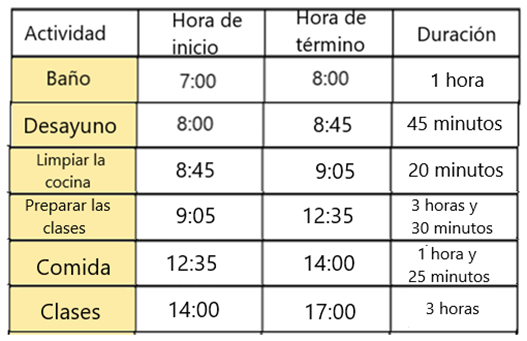 Actividad Hora de inicio Hora de término Duración
Baño 7:00 8:00 1 hora
Desayuno 8:00 8:45 45 minutos
Limpiar la cocina 8:45 9:05 20 minutos
Preparar las clases 9:05 12:35 3 horas y 30 minutos
Comida 12:35 14:00 1 hora y 25 minutos
Clases 14:00 17:00 3 horas